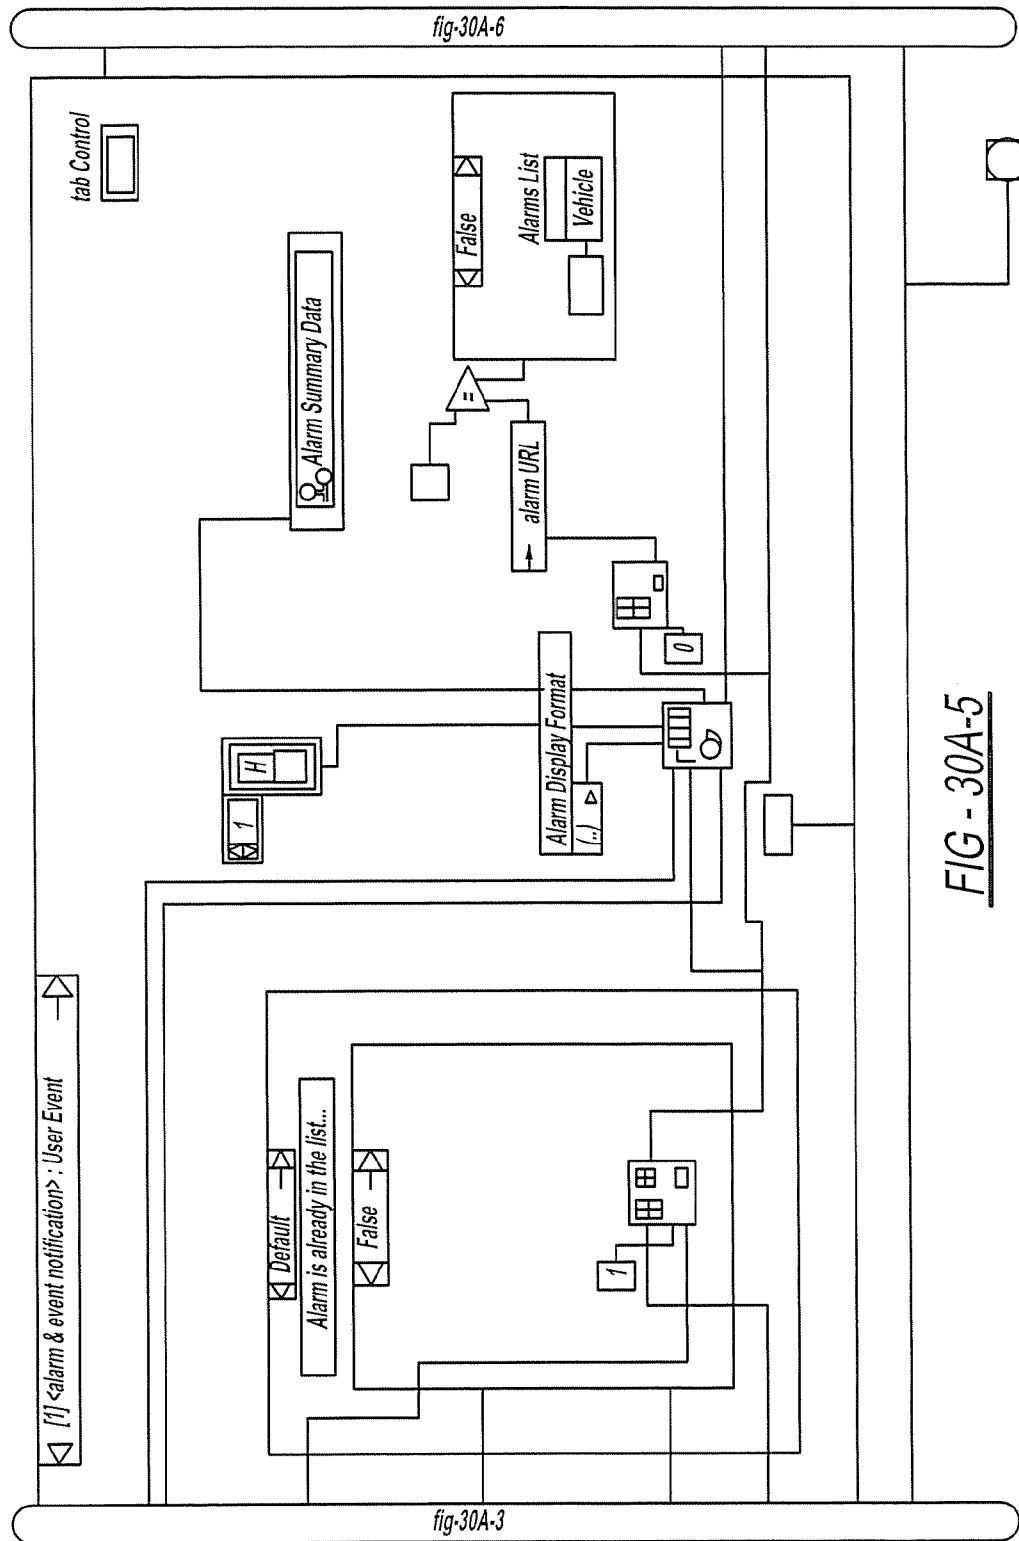 fig-30A-6
tab Control
[1] <alarm & event notification> : User Event
Alarm Summary Data
False
Alarms List
Vehicle
=
alarm URL
0
H
1
Alarm Display Format
(..)
Default
Alarm is already in the list...
False
1
fig-30A-3
FIG - 30A-5